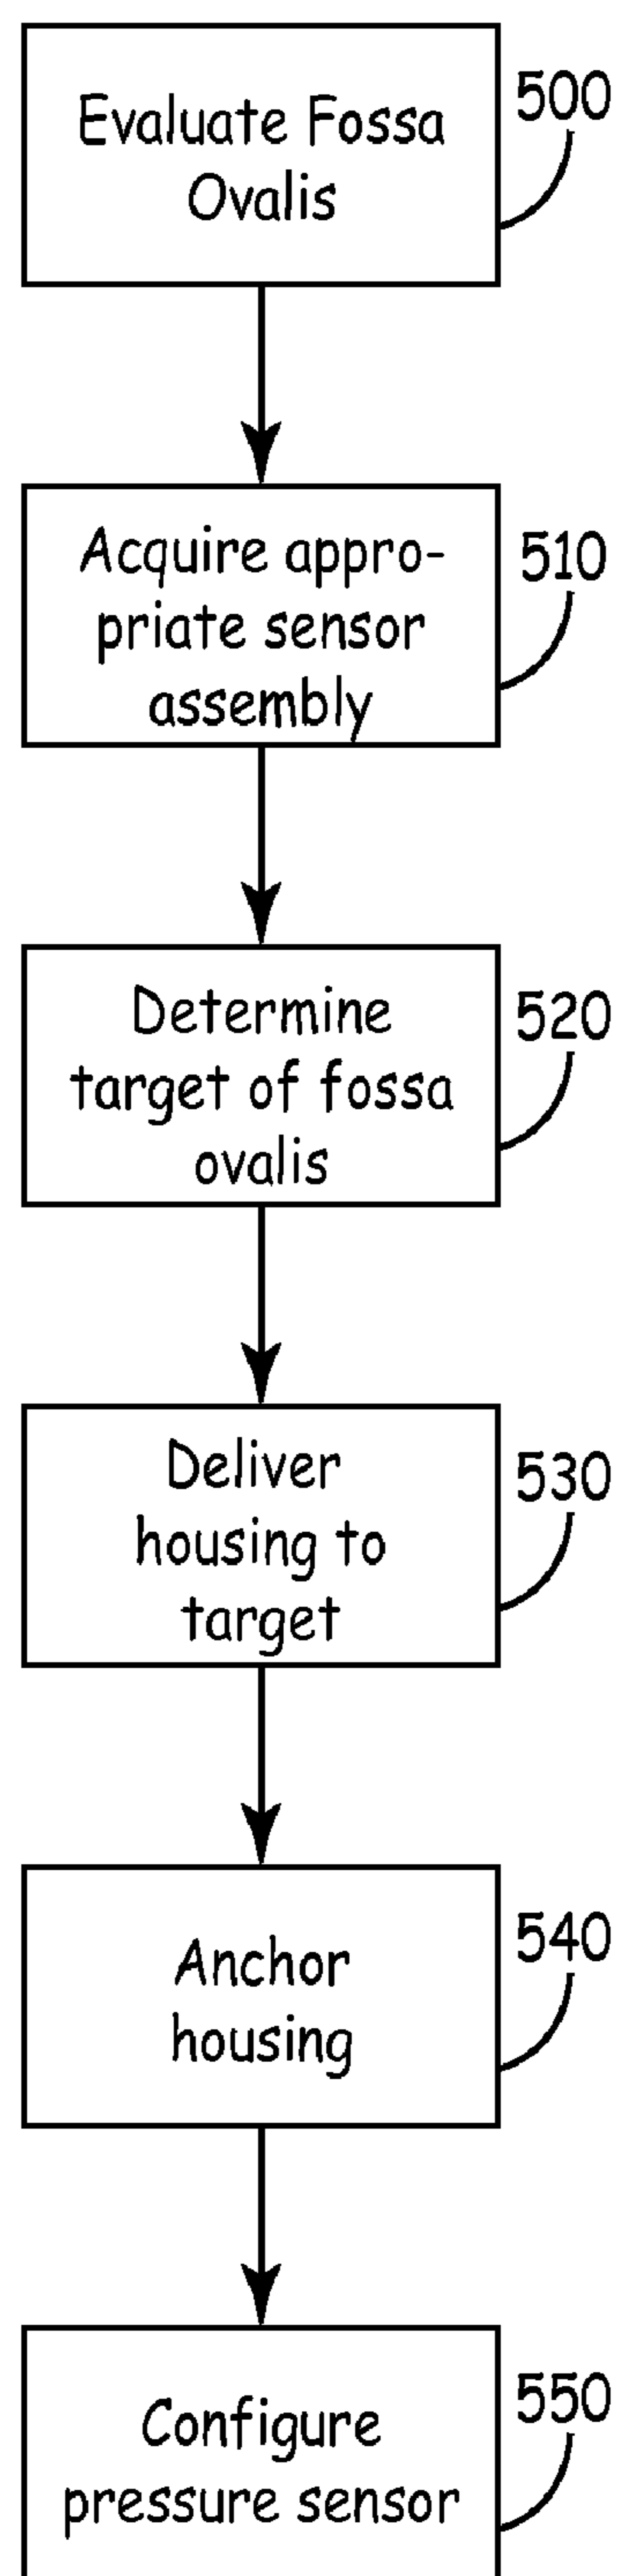 Evaluate Fossa
Ovalis
500
Acquire appro-
priate sensor
assembly
510
Determine
target of fossa
ovalis
520
Deliver
housing to
target
530
Anchor
housing
540
Configure
pressure sensor
550